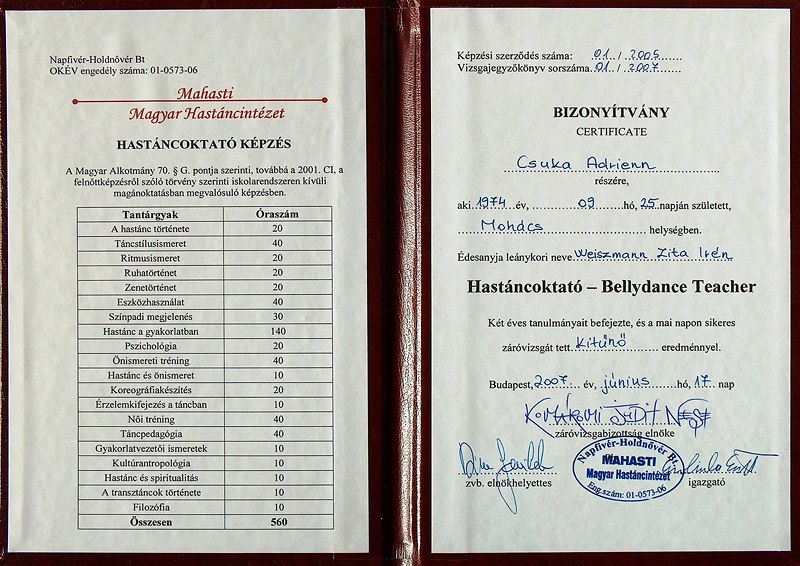 Napfivér-Holdnővér Bt
OKÉV engedély száma: 01-0573-06
Mahasti
Magyar Hastáncintézet
HASTÁNCOKTATÓ KÉPZÉS
A Magyar Alkotmány 70. § G. pontja szerinti, továbbá a 2001. CI, a
felnőttképzésről szóló törvény szerinti iskolarendszeren kívüli
magánoktatásban megvalósuló képzésben.
Tantárgyak Óraszám
A hastánc története 20
Táncstílusismeret 40
Ritmusismeret 20
Ruhatörténet 20
Zenetörténet 20
Eszközhasználat 40
Színpadi megjelenés 30
Hastánc a gyakorlatban 140
Pszichológia 20
Önismereti tréning 40
Hastánc és önismeret 10
Koreográfiakészítés 20
Érzelemkifejezés a táncban 10
Női tréning 40
Táncpedagógia 40
Gyakorlatvezetői ismeretek 10
Kultúrantropológia 10
Hastánc és spiritualitás 10
A transztáncok története 10
Filozófia 10
Összesen 560
Képzési szerződés száma: 01 / 2005
Vizsgajegyzőkönyv sorszáma 01 / 2007
BIZONYÍTVÁNY
CERTIFICATE
Csuka Adrienn
részére,
aki 1974 év, 09 hó, 25 napján született,
Mohács helységben.
Édesanyja leánykori neve Weiszmann Zita Irén
Hastáncoktató – Bellydance Teacher
Két éves tanulmányait befejezte, és a mai napon sikeres
záróvizsgát tett Kitűnő eredménnyel.
Budapest, 2007 év, június hó, 17 nap
záróvizsgabizottság elnöke
Napfivér-Holdnővér Bt
MAHASTI
Magyar Hastáncintézet
Eng.szám: 01-0573-06
zvb. elnökhelyettes igazgató